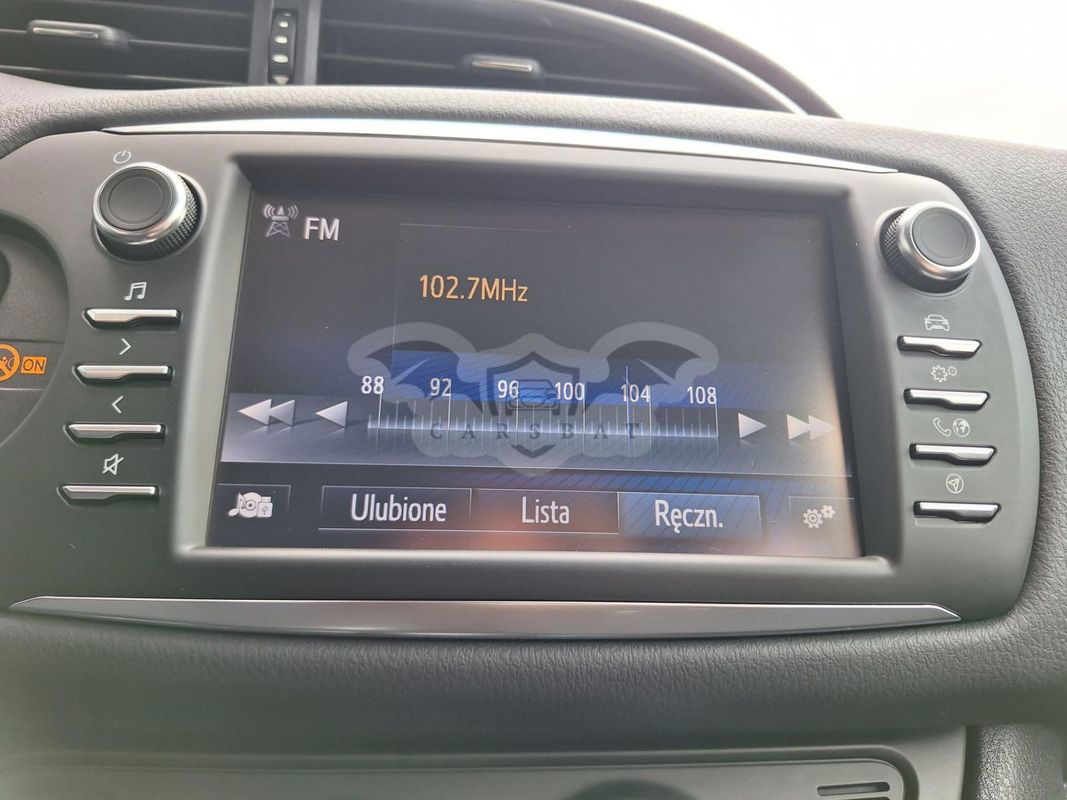 FM
102.7MHz
88 92 96 100 104 108
CARSBAT
Ulubione Lista Ręczn.
ON